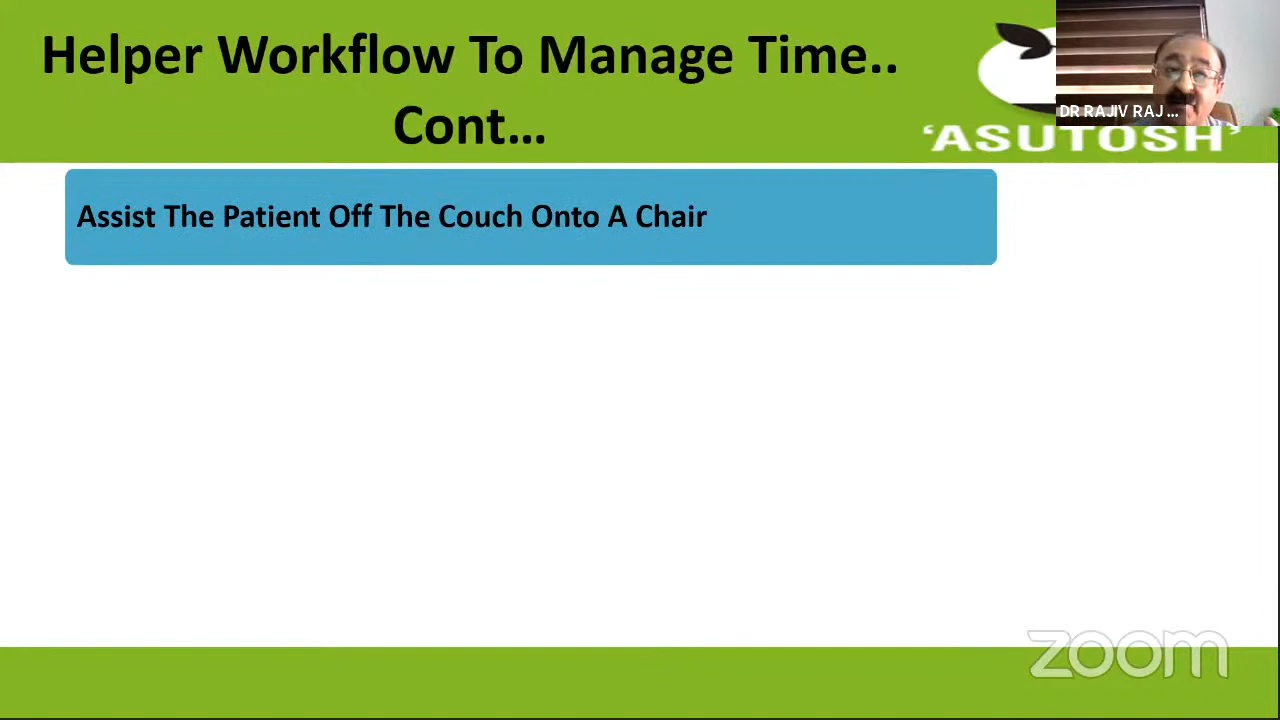 Helper Workflow To Manage Time..
Cont...
DR RAJIV RAJ ...
‘ASUTOSH’
Assist The Patient Off The Couch Onto A Chair
zoom